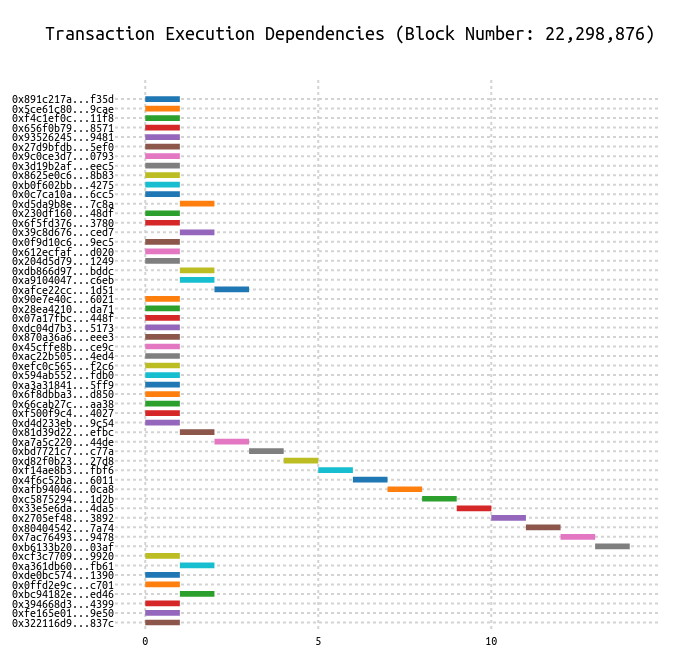 Transaction Execution Dependencies (Block Number: 22,298,876)
0x891c217a...f35d
0x5ce61c80...9cae
0xf4c1ef0c...11f8
0x656f0b79...8571
0x93526245...9481
0x27d9bfdb...5ef0
0x9c0ce3d7...0793
0x3d19b2af...eec5
0x8625e0c6...8b83
0xb0f602bb...4275
0x0c7ca10a...6cc5
0xd5da9b8e...7c8a
0x230df160...48df
0x6f5fd376...3780
0x39c8d676...ced7
0x0f9d10c6...9ec5
0x612ecfaf...d020
0x204d5d79...1249
0xdb866d97...bddc
0xa9104047...c6eb
0xafce22cc...1d51
0x90e7e40c...6021
0x28ea4210...da71
0x07a17fbc...448f
0xdc04d7b3...5173
0x870a36a6...eee3
0x45cffe8b...ce9c
0xac22b505...4ed4
0xefc0c565...f2c6
0x594ab552...fdb0
0xa3a31841...5ff9
0x6f8dbba3...d850
0x66cab27c...aa38
0xf500f9c4...4027
0xd4d233eb...9c54
0x81d39d22...efbc
0xa7a5c220...44de
0xbd7721c7...c77a
0xd82f0b23...27d8
0xf14ae8b3...fbf6
0x4f6c52ba...6011
0xafb94046...0ca8
0xc5875294...1d2b
0x33e5e6da...4da5
0x2705ef48...3892
0x80404542...7a74
0x7ac76493...9478
0xb6133b20...03af
0xcf3c7709...9920
0xa361db60...fb61
0xde0bc574...1390
0x0ffd2e9c...c701
0xbc94182e...ed46
0x394668d3...4399
0xfe165e01...9e50
0x322116d9...837c
0 5 10